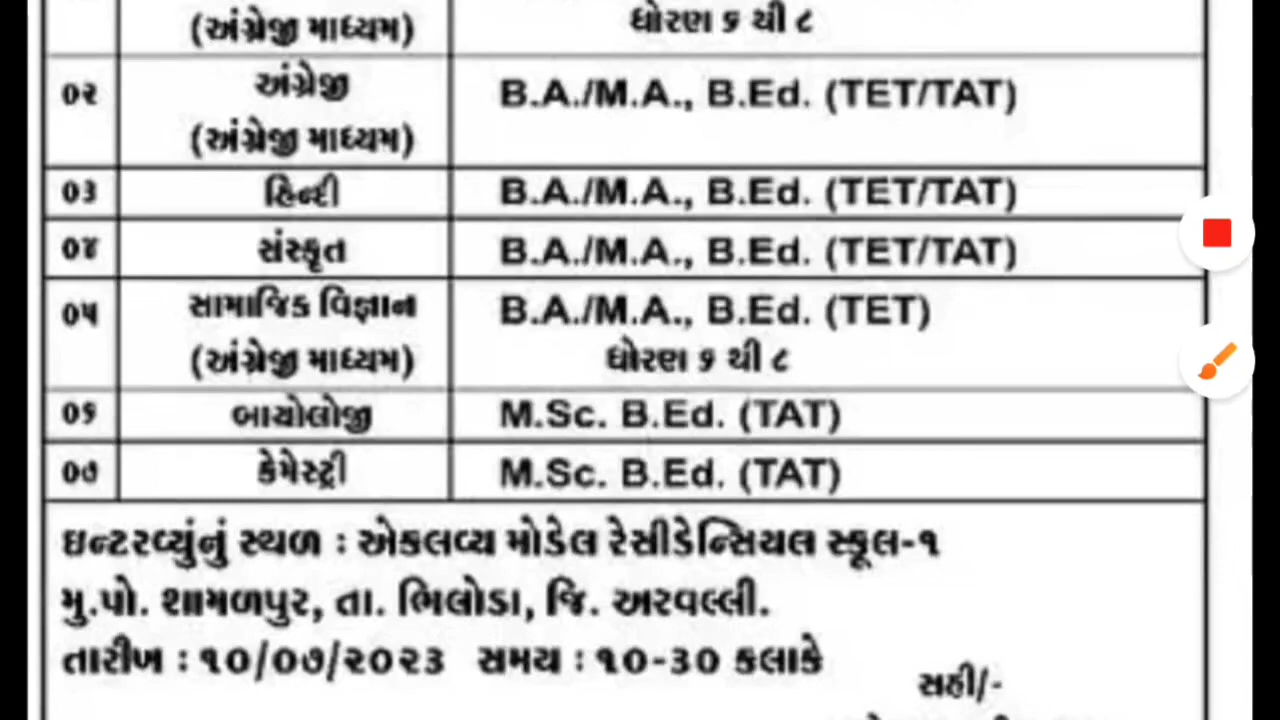 (અંગ્રેજી માધ્યમ)
ધોરણ ૬ થી ૮
૦૨
અંગ્રેજી
(અંગ્રેજી માધ્યમ)
B.A./M.A., B.Ed. (TET/TAT)
૦૩ હિન્દી B.A./M.A., B.Ed. (TET/TAT)
૦૪ સંસ્કૃત B.A./M.A., B.Ed. (TET/TAT)
૦૫
સામાજિક વિજ્ઞાન
(અંગ્રેજી માધ્યમ)
B.A./M.A., B.Ed. (TET)
ધોરણ ૬ થી ૮
૦૬ બાયોલોજી M.Sc. B.Ed. (TAT)
૦૭ કેમેસ્ટ્રી M.Sc. B.Ed. (TAT)
ઇન્ટરવ્યુંનું સ્થળ : એકલવ્ય મોડેલ રેસીડેન્સિયલ સ્કૂલ-૧
મુ.પો. શામળપુર, તા. ભિલોડા, જિ. અરવલ્લી.
તારીખ : ૧૦/૦૭/૨૦૨૩ સમય : ૧૦-૩૦ કલાકે
સહી/-